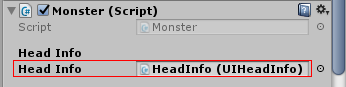 Monster (Script)
Script Monster
Head Info
Head Info HeadInfo (UIHeadInfo)